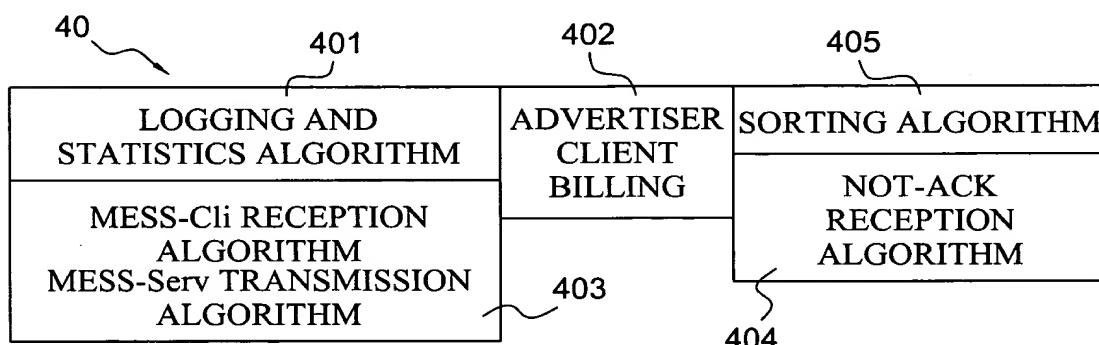 40
401
402
405
LOGGING AND
STATISTICS ALGORITHM
ADVERTISER
CLIENT
BILLING
SORTING ALGORITHM
MESS-Cli RECEPTION
ALGORITHM
MESS-Serv TRANSMISSION
ALGORITHM
NOT-ACK
RECEPTION
ALGORITHM
403
404